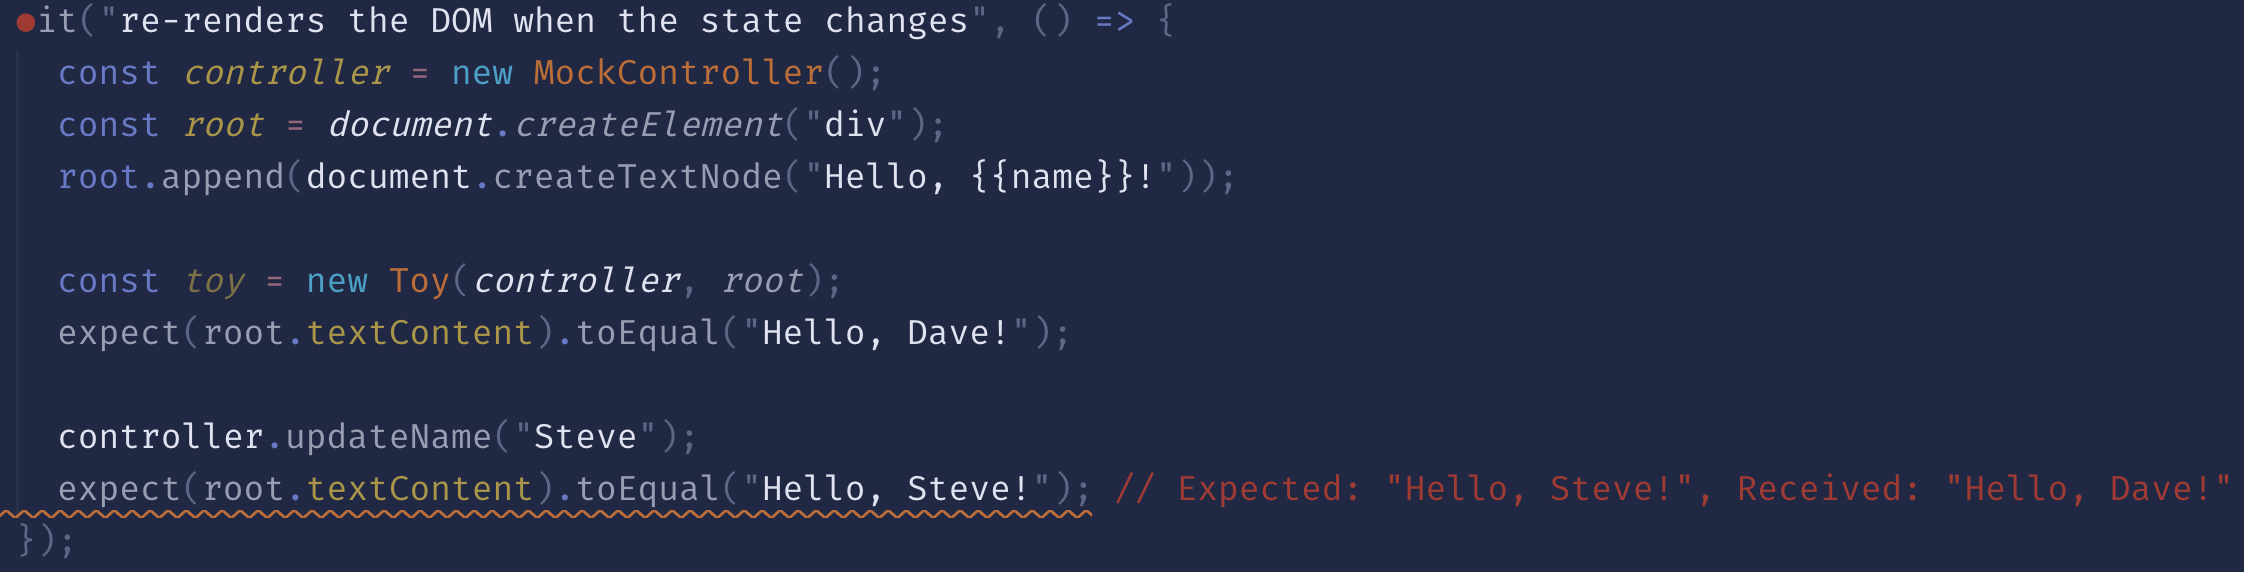 it("re-renders the DOM when the state changes", () => {
const controller = new MockController();
const root = document.createElement("div");
root.append(document.createTextNode("Hello, {{name}}!"));
const toy = new Toy(controller, root);
expect(root.textContent).toEqual("Hello, Dave!");
controller.updateName("Steve");
expect(root.textContent).toEqual("Hello, Steve!"); // Expected: "Hello, Steve!", Received: "Hello, Dave!"
});